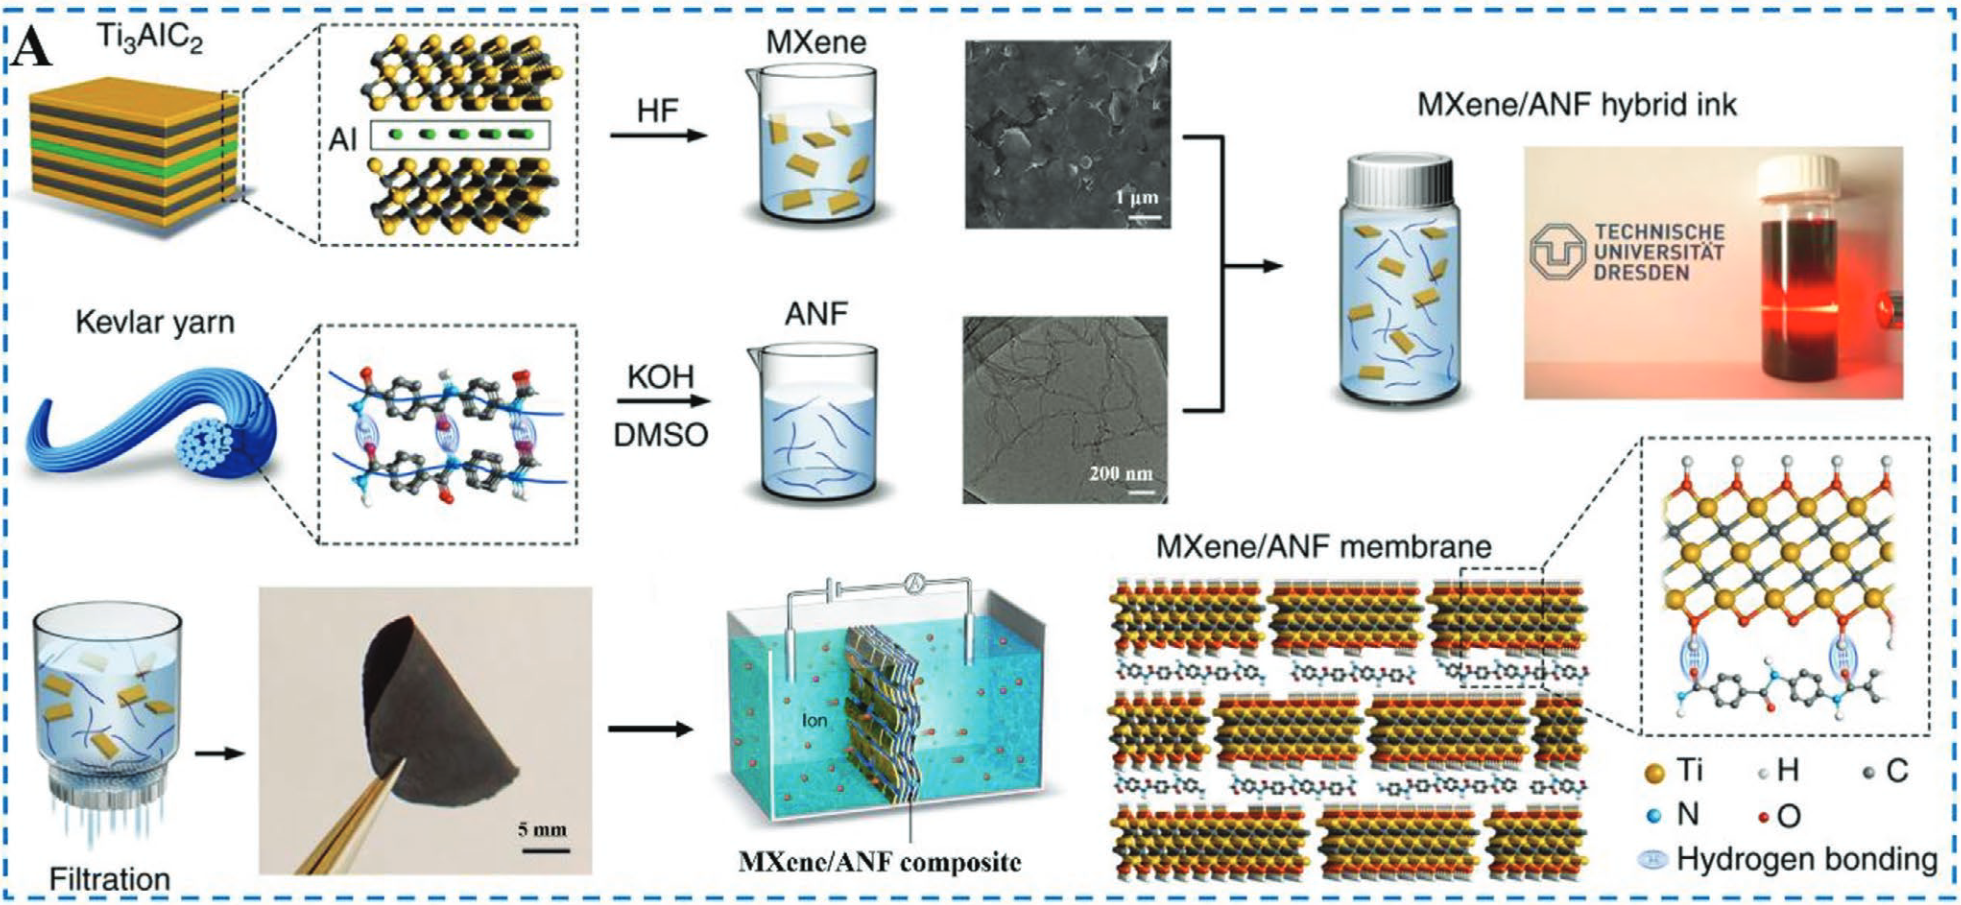 A
Ti3AlC2
Al
HF
MXene
1 μm
MXene/ANF hybrid ink
TECHNISCHE
UNIVERSITÄT
DRESDEN
Kevlar yarn
KOH
DMSO
ANF
200 nm
Filtration
5 mm
A
Ion
MXene/ANF composite
MXene/ANF membrane
Ti
H
C
N
O
Hydrogen bonding